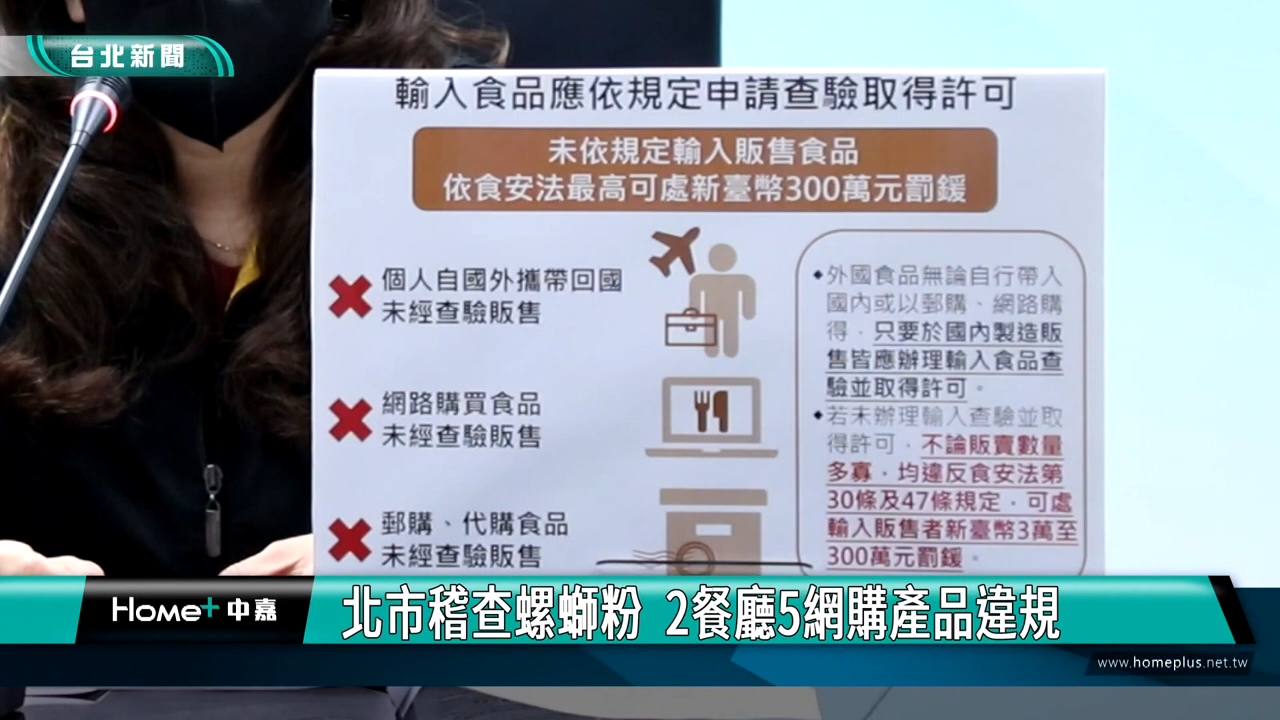 台北新聞
輸入食品應依規定申請查驗取得許可
未依規定輸入販售食品
依食安法最高可處新臺幣300萬元罰鍰
個人自國外攜帶回國
未經查驗販售
網路購買食品
未經查驗販售
郵購、代購食品
未經查驗販售
外國食品無論自行帶入
國內或以郵購、網路購
得，只要於國內製造販
售皆應辦理輸入食品查
驗並取得許可。
若未辦理輸入查驗並取
得許可，不論販賣數量
多寡，均違反食安法第
30條及47條規定，可處
輸入販售者新臺幣3萬至
300萬元罰鍰。
Home+ 中嘉
北市稽查螺螄粉 2餐廳5網購產品違規
www.homeplus.net.tw